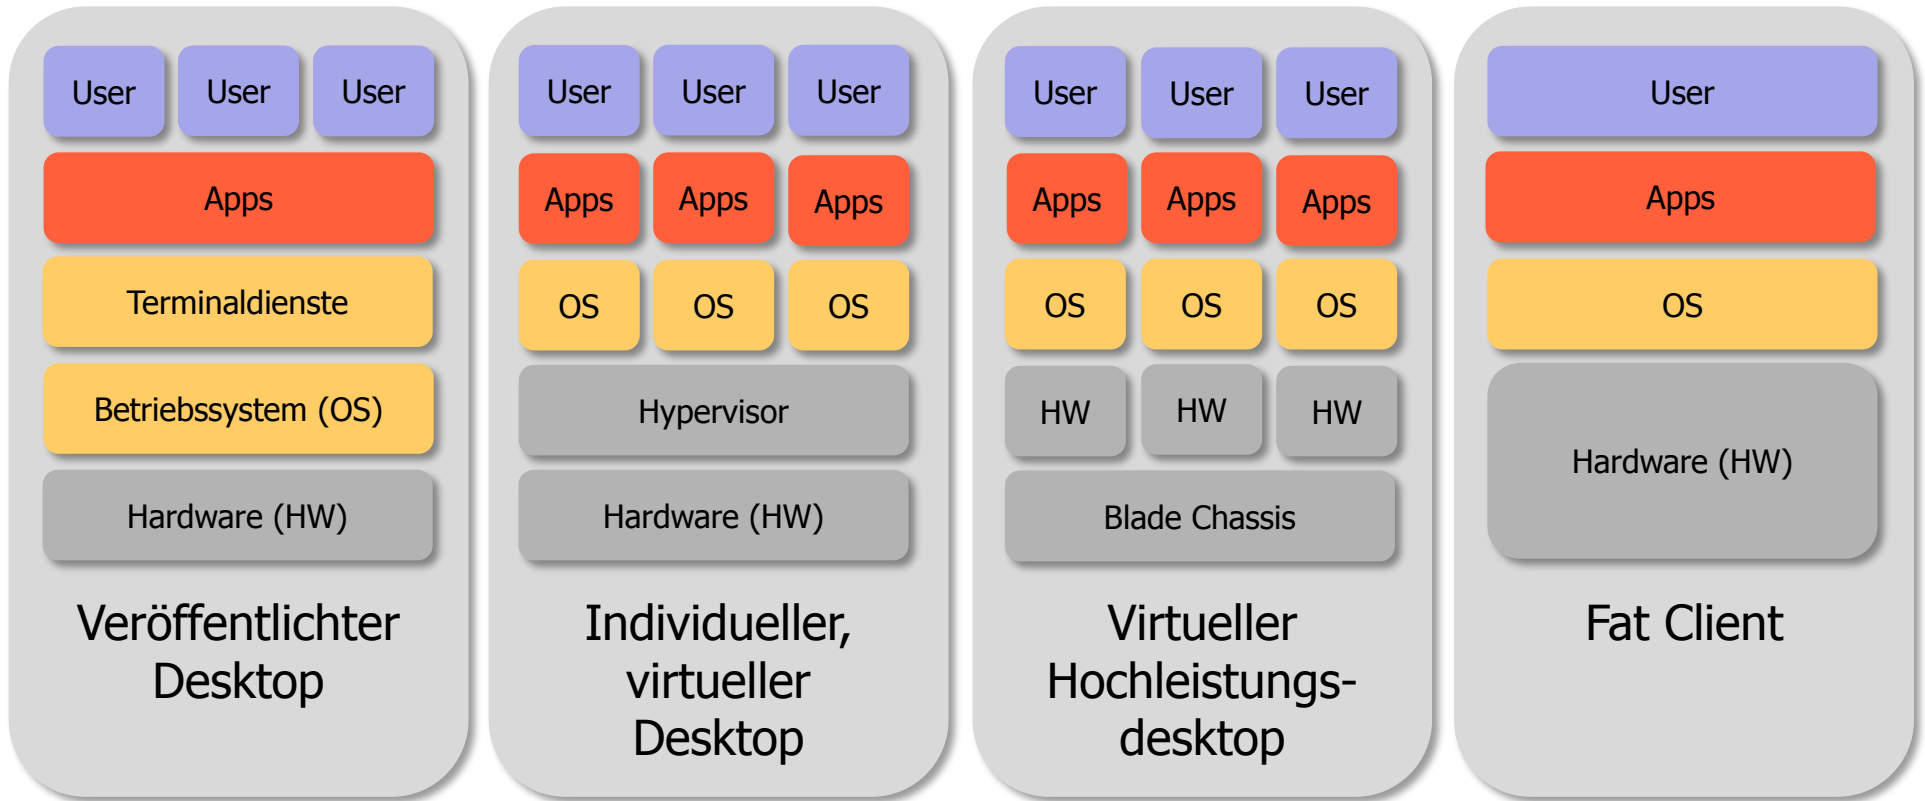 User User User
Apps
Terminaldienste
Betriebssystem (OS)
Hardware (HW)
Veröffentlichter
Desktop
User User User
Apps Apps Apps
OS OS OS
Hypervisor
Hardware (HW)
Individueller,
virtueller
Desktop
User User User
Apps Apps Apps
OS OS OS
HW HW HW
Blade Chassis
Virtueller
Hochleistungs-
desktop
User
Apps
OS
Hardware (HW)
Fat Client